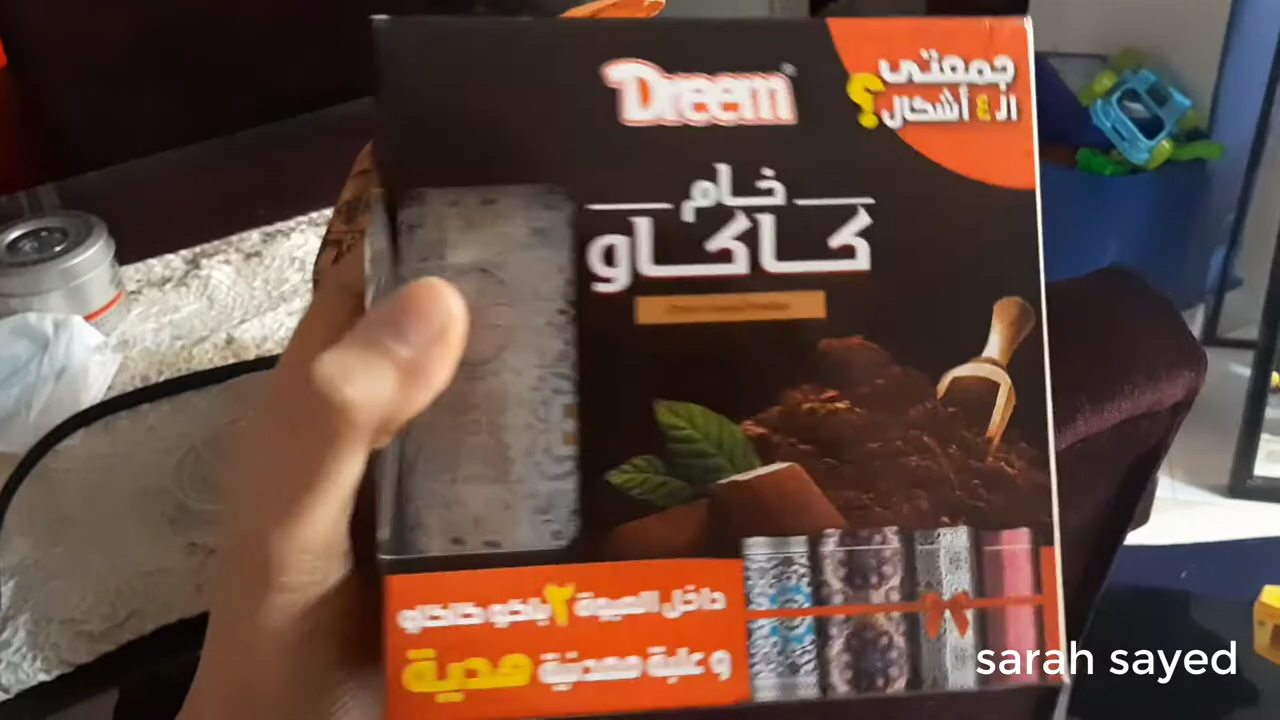 Dreem
جمعتي
الـ ٤ أشكال ؟
خام
كاكاو
داخل العبوة ٢ باكو كاكاو
و علبة معدنية هدية
sarah sayed